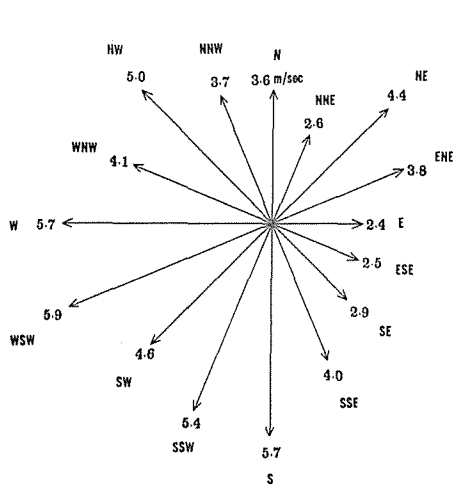 N
NW
NNW
5.0
3.7
3.6 m/sec
NE
4.4
NNE
2.6
WNW
4.1
ENE
3.8
W 5.7
2.4 E
2.5
ESE
5.9
2.9
WSW
SE
4.6
SW
4.0
SSE
5.4
SSW
5.7
S